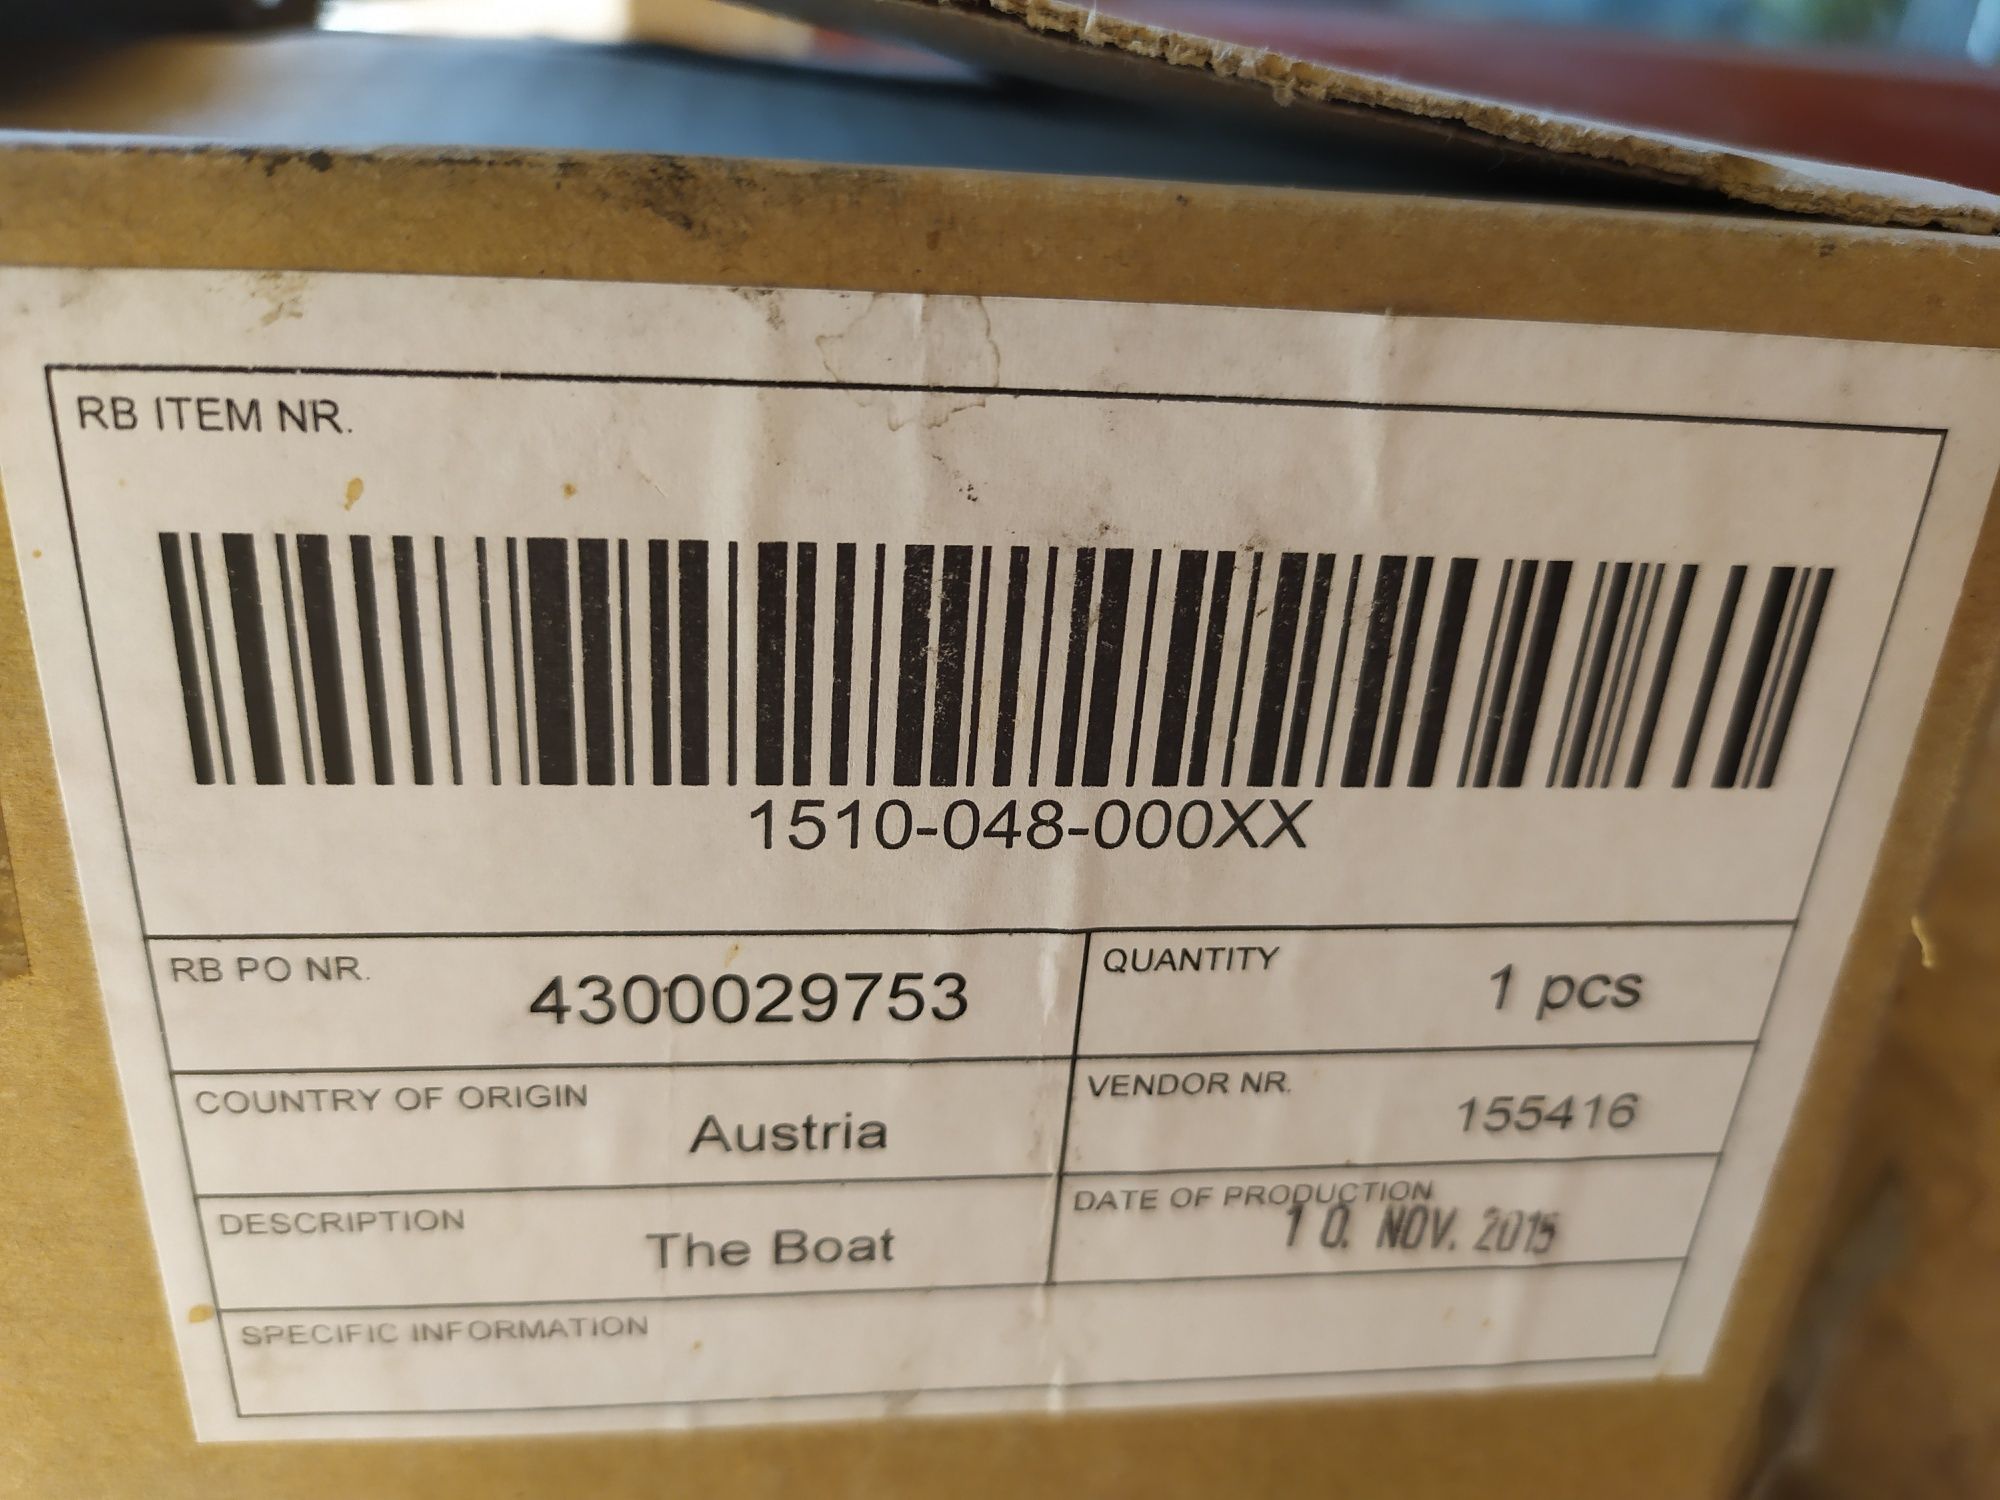 RB ITEM NR.
1510-048-000XX
RB PO NR. 4300029753
QUANTITY 1 pcs
COUNTRY OF ORIGIN Austria
VENDOR NR. 155416
DESCRIPTION The Boat
DATE OF PRODUCTION
10. NOV. 2015
SPECIFIC INFORMATION